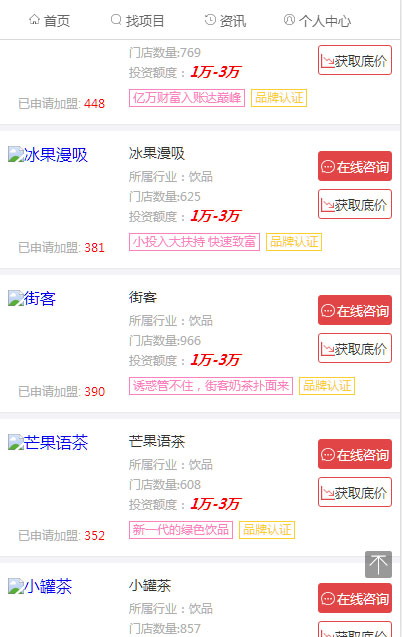 首页 找项目 资讯 个人中心
门店数量:769
投资额度：1万-3万
获取底价
亿万财富入账达巅峰 品牌认证
已申请加盟: 448
冰果漫吸
冰果漫吸
所属行业：饮品
门店数量:625
投资额度：1万-3万
在线咨询
获取底价
小投入大扶持 快速致富 品牌认证
已申请加盟: 381
街客
街客
所属行业：饮品
门店数量:966
投资额度：1万-3万
在线咨询
获取底价
诱惑管不住，街客奶茶扑面来 品牌认证
已申请加盟: 390
芒果语茶
芒果语茶
所属行业：饮品
门店数量:608
投资额度：1万-3万
在线咨询
获取底价
新一代的绿色饮品 品牌认证
已申请加盟: 352
小罐茶
小罐茶
所属行业：饮品
门店数量:857
在线咨询
获取底价